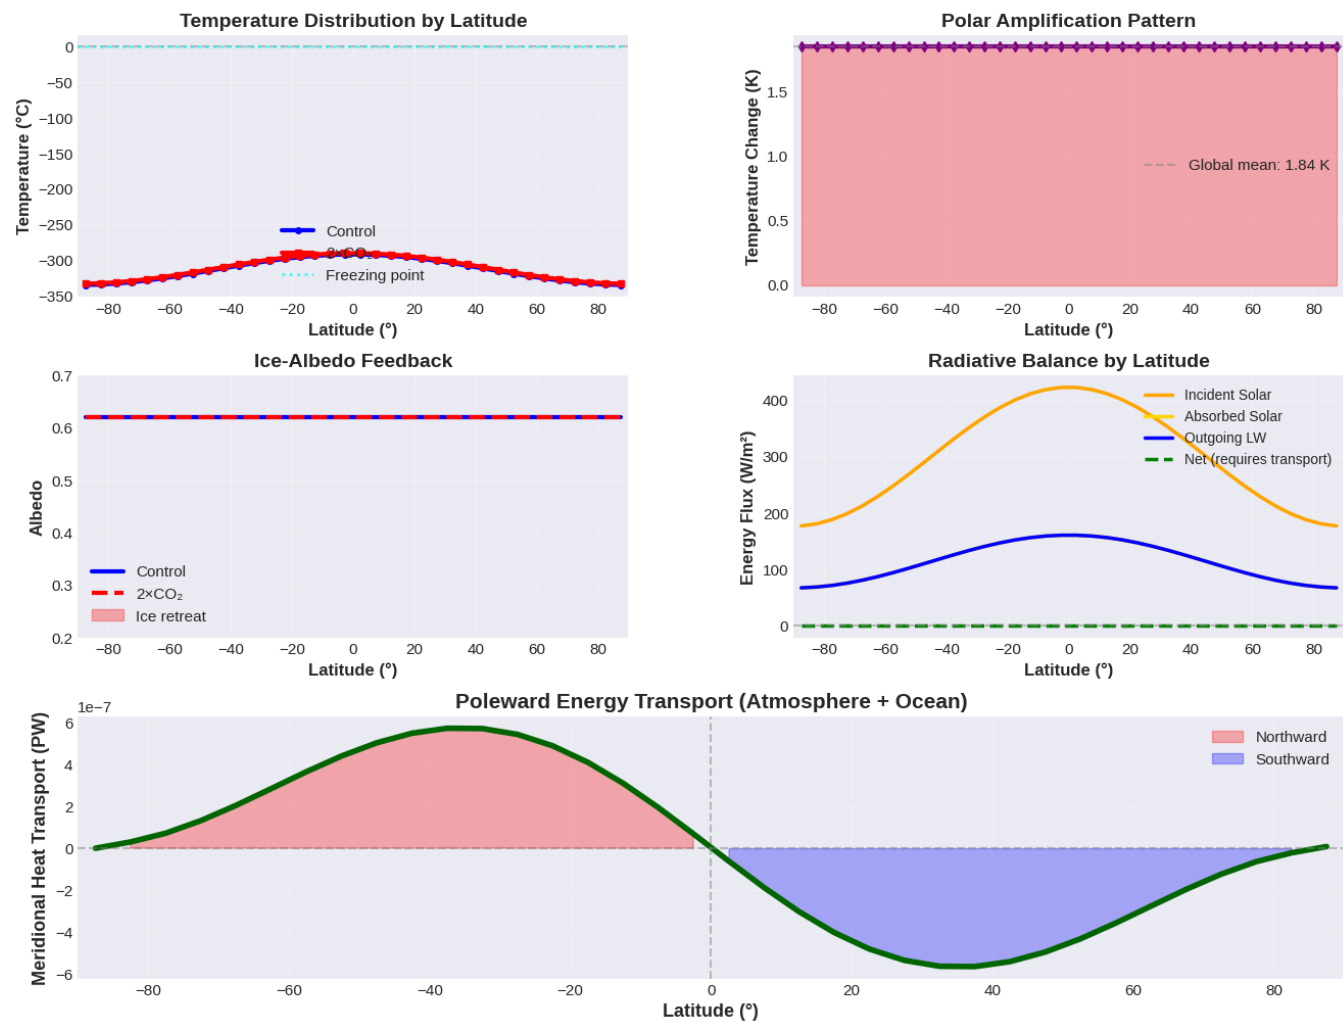 Temperature Distribution by Latitude
Temperature (°C)
0
−50
−100
−150
−200
−250
−300
−350
Control
2×CO₂
Freezing point
−80 −60 −40 −20 0 20 40 60 80
Latitude (°)
Polar Amplification Pattern
Temperature Change (K)
1.5
1.0
0.5
0.0
Global mean: 1.84 K
−80 −60 −40 −20 0 20 40 60 80
Latitude (°)
Ice-Albedo Feedback
Albedo
0.7
0.6
0.5
0.4
0.3
0.2
Control
2×CO₂
Ice retreat
−80 −60 −40 −20 0 20 40 60 80
Latitude (°)
Radiative Balance by Latitude
Energy Flux (W/m²)
400
300
200
100
0
Incident Solar
Absorbed Solar
Outgoing LW
Net (requires transport)
−80 −60 −40 −20 0 20 40 60 80
Latitude (°)
Poleward Energy Transport (Atmosphere + Ocean)
1e−7
Meridional Heat Transport (PW)
6
4
2
0
−2
−4
−6
Northward
Southward
−80 −60 −40 −20 0 20 40 60 80
Latitude (°)